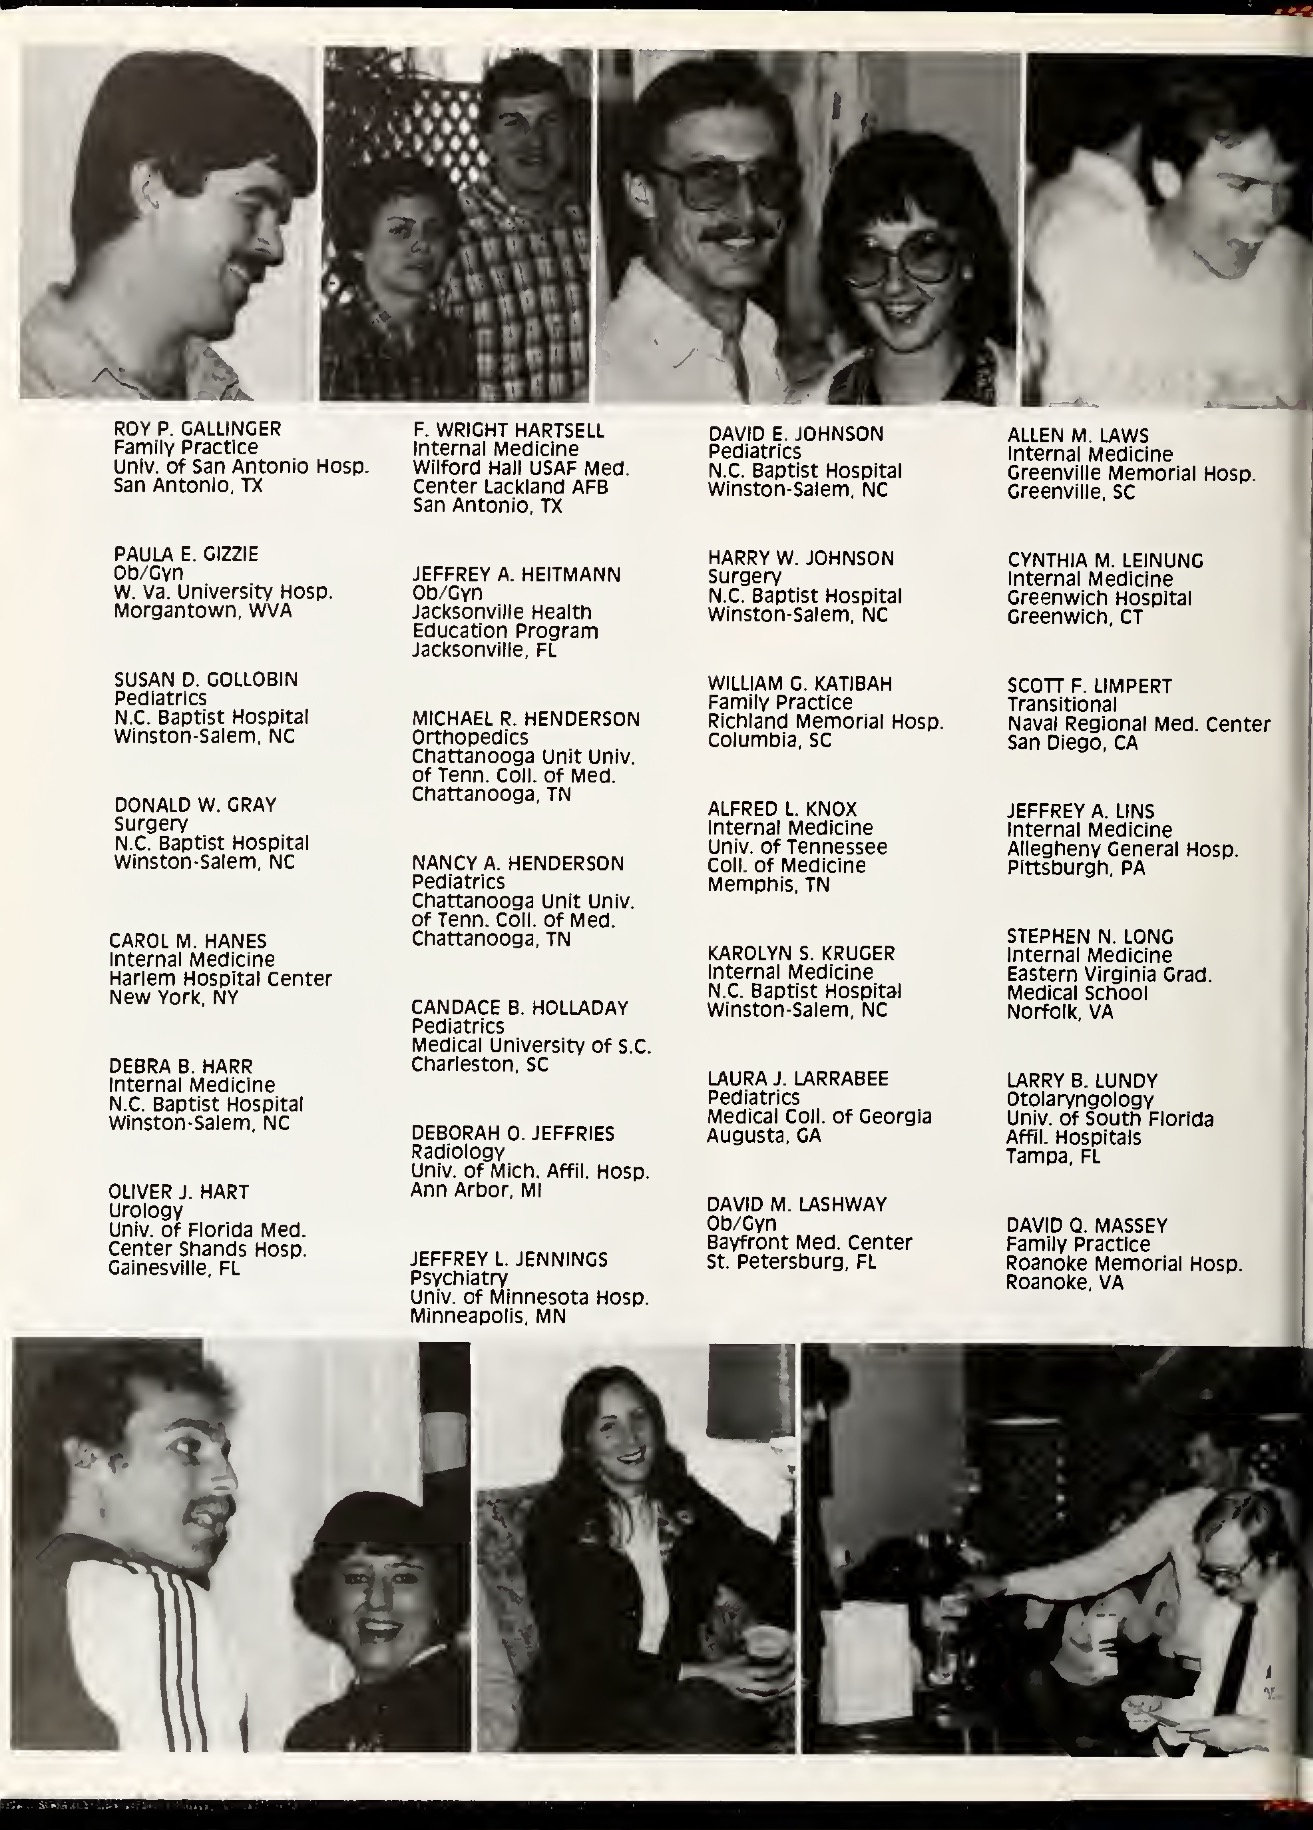 ROY P. GALLINGER
Family Practice
Univ. of San Antonio Hosp.
San Antonio, TX
PAULA E. GIZZIE
Ob/Gyn
W. Va. University Hosp.
Morgantown, WVA
SUSAN D. GOLLOBIN
Pediatrics
N.C. Baptist Hospital
Winston-Salem, NC
DONALD W. GRAY
Surgery
N.C. Baptist Hospital
Winston-Salem, NC
CAROL M. HANES
Internal Medicine
Harlem Hospital Center
New York, NY
DEBRA B. HARR
Internal Medicine
N.C. Baptist Hospital
Winston-Salem, NC
OLIVER J. HART
Urology
Univ. of Florida Med.
Center Shands Hosp.
Gainesville, FL
F. WRIGHT HARTSELL
Internal Medicine
Wilford Hall USAF Med.
Center Lackland AFB
San Antonio, TX
JEFFREY A. HEITMANN
Ob/Gyn
Jacksonville Health
Education Program
Jacksonville, FL
MICHAEL R. HENDERSON
Orthopedics
Chattanooga Unit Univ.
of Tenn. Coll. of Med.
Chattanooga, TN
NANCY A. HENDERSON
Pediatrics
Chattanooga Unit Univ.
of Tenn. Coll. of Med.
Chattanooga, TN
CANDACE B. HOLLADAY
Pediatrics
Medical University of S.C.
Charleston, SC
DEBORAH O. JEFFRIES
Radiology
Univ. of Mich. Affil. Hosp.
Ann Arbor, MI
JEFFREY L. JENNINGS
Psychiatry
Univ. of Minnesota Hosp.
Minneapolis, MN
DAVID E. JOHNSON
Pediatrics
N.C. Baptist Hospital
Winston-Salem, NC
HARRY W. JOHNSON
Surgery
N.C. Baptist Hospital
Winston-Salem, NC
WILLIAM G. KATIBAH
Family Practice
Richland Memorial Hosp.
Columbia, SC
ALFRED L. KNOX
Internal Medicine
Univ. of Tennessee
Coll. of Medicine
Memphis, TN
KAROLYN S. KRUGER
Internal Medicine
N.C. Baptist Hospital
Winston-Salem, NC
LAURA J. LARRABEE
Pediatrics
Medical Coll. of Georgia
Augusta, GA
DAVID M. LASHWAY
Ob/Gyn
Bayfront Med. Center
St. Petersburg, FL
ALLEN M. LAWS
Internal Medicine
Greenville Memorial Hosp.
Greenville, SC
CYNTHIA M. LEINUNG
Internal Medicine
Greenwich Hospital
Greenwich, CT
SCOTT F. LIMPERT
Transitional
Naval Regional Med. Center
San Diego, CA
JEFFREY A. LINS
Internal Medicine
Allegheny General Hosp.
Pittsburgh, PA
STEPHEN N. LONG
Internal Medicine
Eastern Virginia Grad.
Medical School
Norfolk, VA
LARRY B. LUNDY
Otolaryngology
Univ. of South Florida
Affil. Hospitals
Tampa, FL
DAVID Q. MASSEY
Family Practice
Roanoke Memorial Hosp.
Roanoke, VA